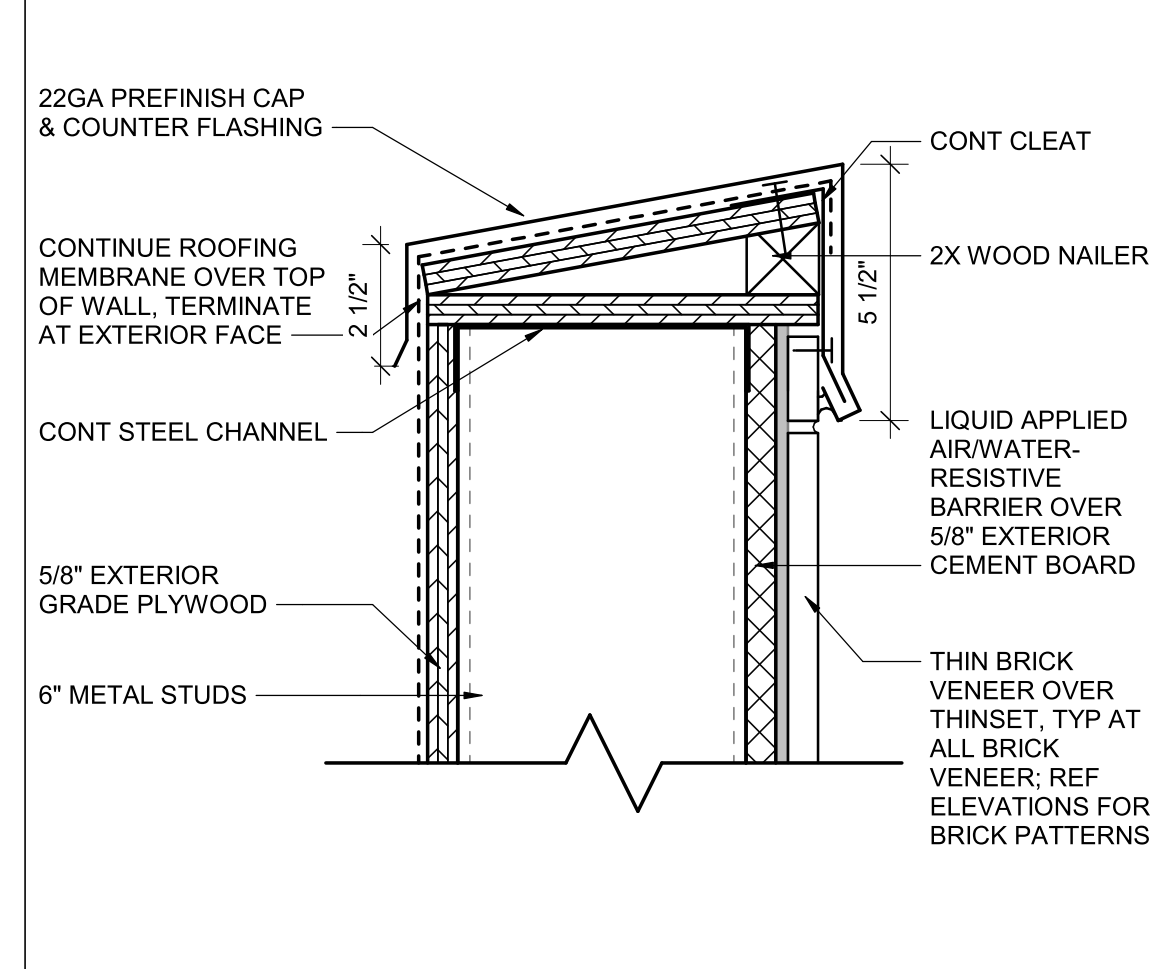 22GA PREFINISH CAP
& COUNTER FLASHING
CONTINUE ROOFING
MEMBRANE OVER TOP
OF WALL, TERMINATE
AT EXTERIOR FACE
2 1/2"
CONT STEEL CHANNEL
5/8" EXTERIOR
GRADE PLYWOOD
6" METAL STUDS
CONT CLEAT
2X WOOD NAILER
5 1/2"
LIQUID APPLIED
AIR/WATER-
RESISTIVE
BARRIER OVER
5/8" EXTERIOR
CEMENT BOARD
THIN BRICK
VENEER OVER
THINSET, TYP AT
ALL BRICK
VENEER; REF
ELEVATIONS FOR
BRICK PATTERNS